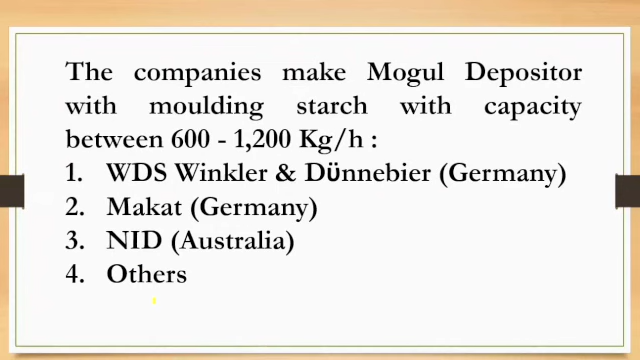 The companies make Mogul Depositor
with moulding starch with capacity
between 600 - 1,200 Kg/h :
1. WDS Winkler & Dünnebier (Germany)
2. Makat (Germany)
3. NID (Australia)
4. Others